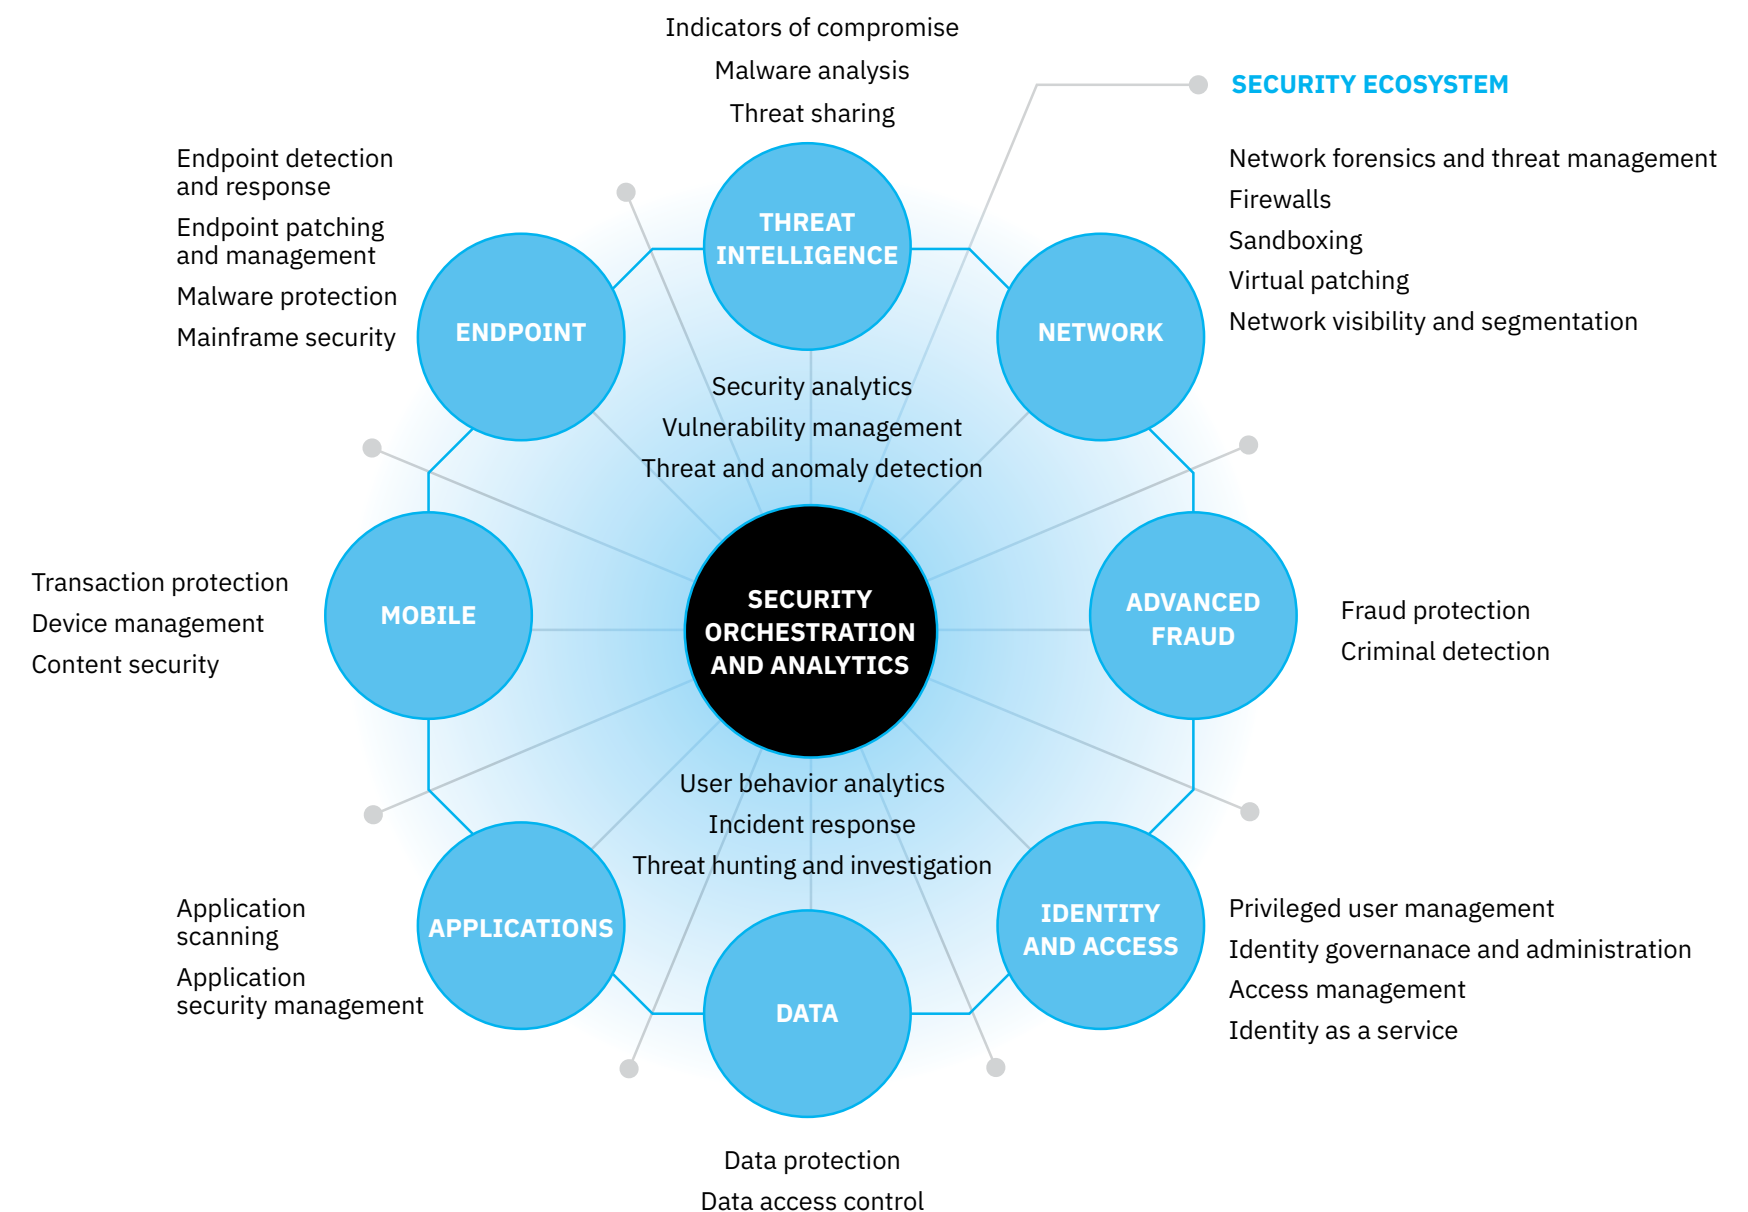 Indicators of compromise
Malware analysis
Threat sharing
SECURITY ECOSYSTEM
Endpoint detection
and response
Endpoint patching
and management
Malware protection
Mainframe security
THREAT
INTELLIGENCE
Network forensics and threat management
Firewalls
Sandboxing
Virtual patching
Network visibility and segmentation
ENDPOINT
NETWORK
Security analytics
Vulnerability management
Threat and anomaly detection
Transaction protection
Device management
Content security
MOBILE
SECURITY
ORCHESTRATION
AND ANALYTICS
ADVANCED
FRAUD
Fraud protection
Criminal detection
User behavior analytics
Incident response
Threat hunting and investigation
Application
scanning
Application
security management
APPLICATIONS
IDENTITY
AND ACCESS
Privileged user management
Identity governanace and administration
Access management
Identity as a service
DATA
Data protection
Data access control